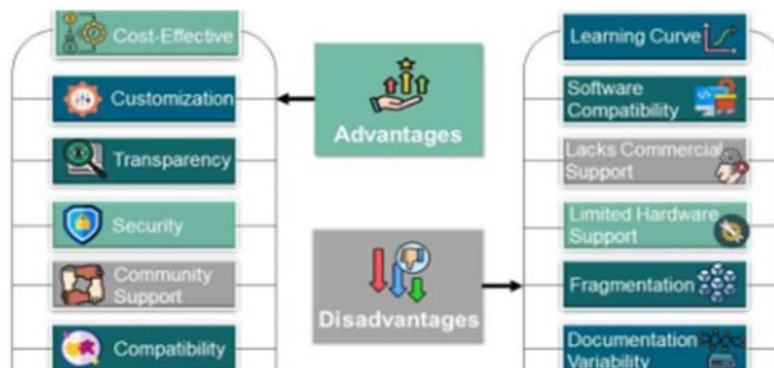 Cost-Effective
Customization
Transparency
Security
Community
Support
Compatibility
Advantages
Disadvantages
Learning Curve
Software
Compatibility
Lacks Commercial
Support
Limited Hardware
Support
Fragmentation
Documentation
Variability